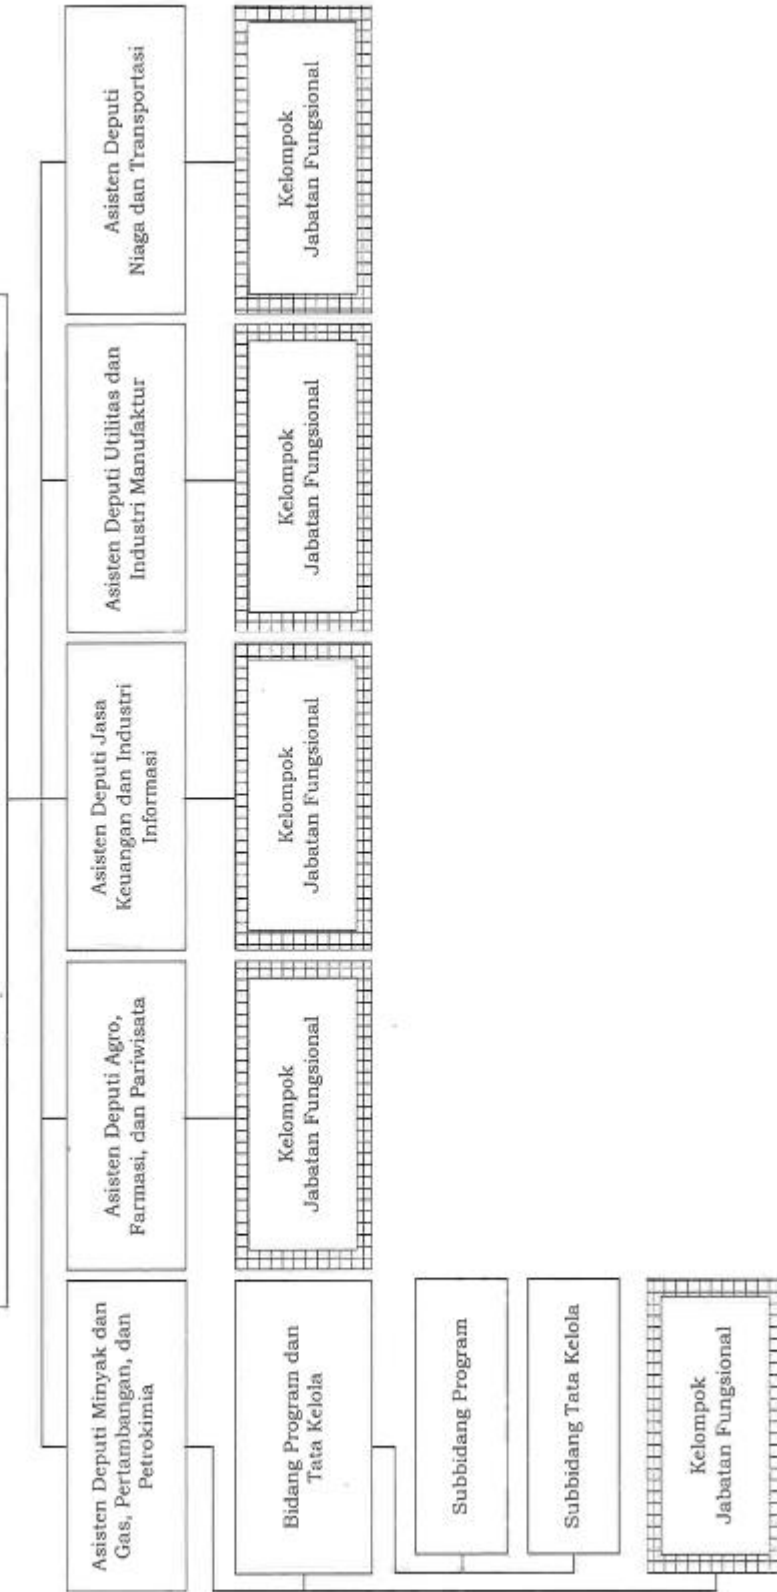 Asisten Deputi Minyak dan
Gas, Pertambangan, dan
Petrokimia
Asisten Deputi Agro,
Farmasi, dan Pariwisata
Asisten Deputi Jasa
Keuangan dan Industri
Informasi
Asisten Deputi Utilitas dan
Industri Manufaktur
Asisten Deputi
Niaga dan Transportasi
Bidang Program dan
Tata Kelola
Kelompok
Jabatan Fungsional
Kelompok
Jabatan Fungsional
Kelompok
Jabatan Fungsional
Kelompok
Jabatan Fungsional
Subbidang Program
Subbidang Tata Kelola
Kelompok
Jabatan Fungsional